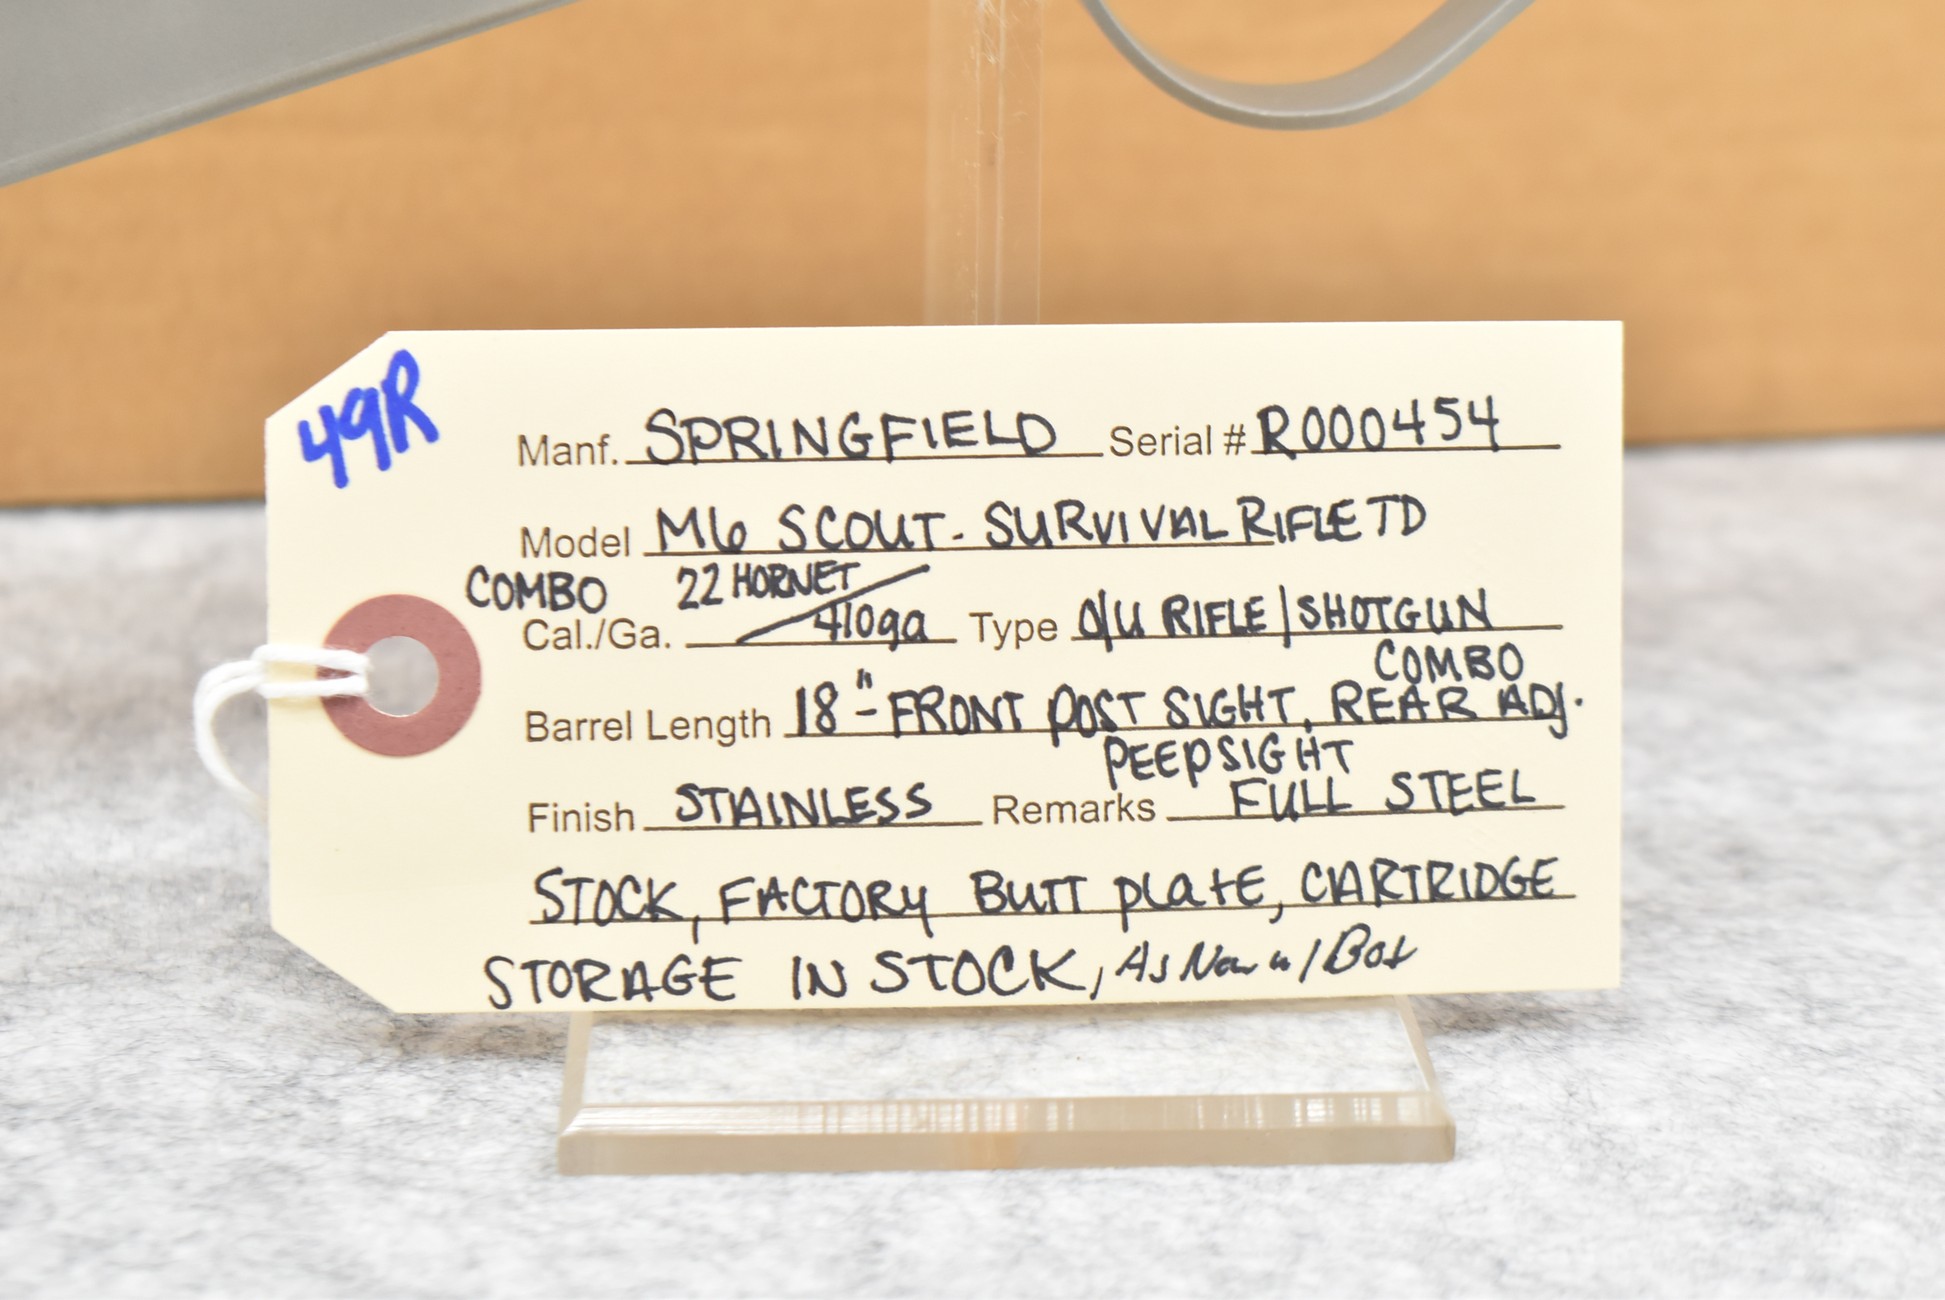 49R
Manf. SPRINGFIELD Serial # R000454
Model M6 SCOUT - SURVIVAL RIFLE TD
COMBO 22 HORNET /
Cal./Ga. 410ga Type O/U RIFLE / SHOTGUN
COMBO
Barrel Length 18" - FRONT POST SIGHT, REAR ADJ.
PEEP SIGHT
Finish STAINLESS Remarks FULL STEEL
STOCK, FACTORY BUTT PLATE, CARTRIDGE
STORAGE IN STOCK, As New w/ Box